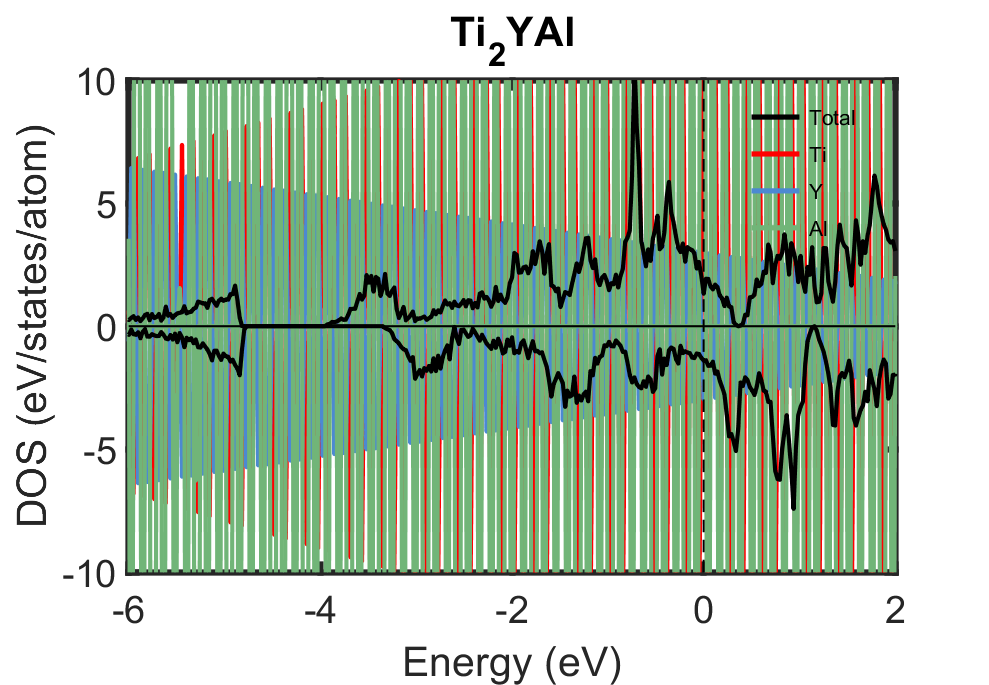 Ti2YAl
DOS (eV/states/atom)
10
5
0
-5
-10
Total
Ti
Y
Al
-6 -4 -2 0 2
Energy (eV)